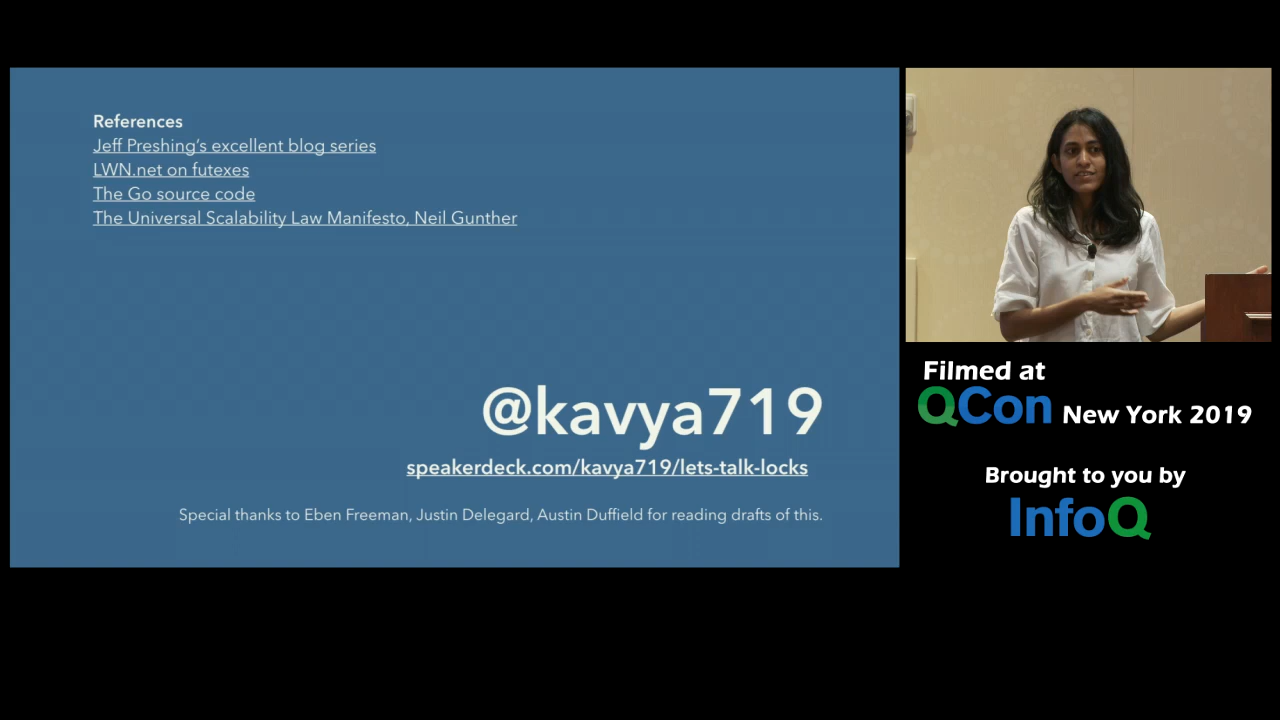 References
Jeff Preshing's excellent blog series
LWN.net on futexes
The Go source code
The Universal Scalability Law Manifesto, Neil Gunther
@kavya719
speakerdeck.com/kavya719/lets-talk-locks
Special thanks to Eben Freeman, Justin Delegard, Austin Duffield for reading drafts of this.
Filmed at
QCon New York 2019
Brought to you by
InfoQ